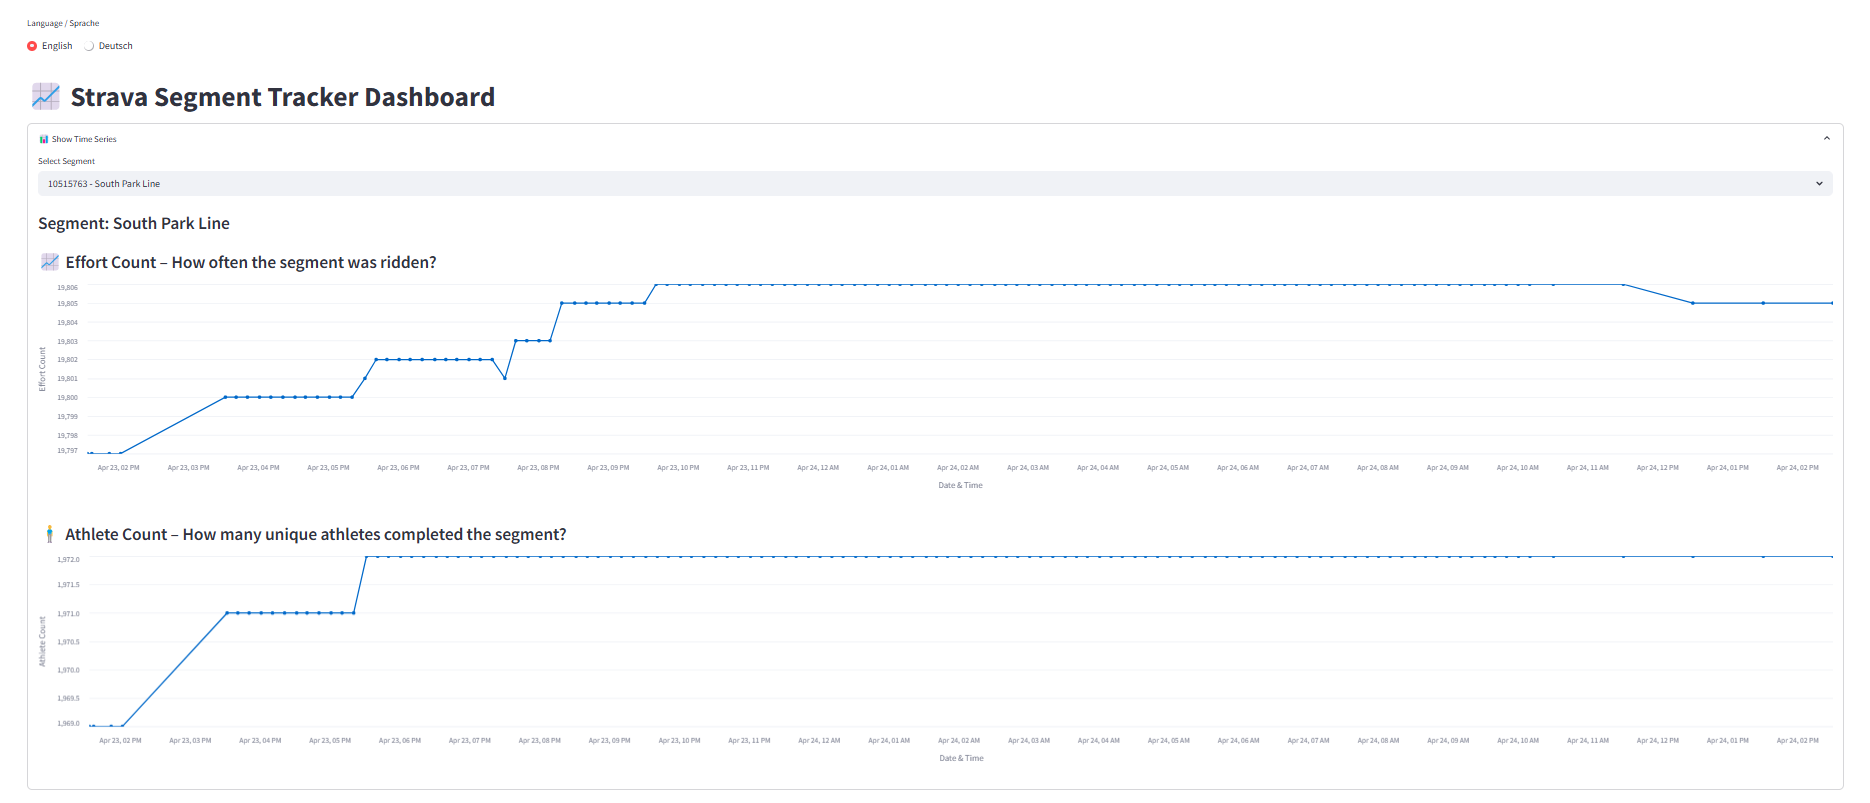 Language / Sprache
English Deutsch
Strava Segment Tracker Dashboard
Show Time Series
Select Segment
10515763 - South Park Line
Segment: South Park Line
Effort Count – How often the segment was ridden?
19,806
19,805
19,804
19,803
19,802
19,801
19,800
19,799
19,798
19,797
Effort Count
Apr 23, 02 PM Apr 23, 03 PM Apr 23, 04 PM Apr 23, 05 PM Apr 23, 06 PM Apr 23, 07 PM Apr 23, 08 PM Apr 23, 09 PM Apr 23, 10 PM Apr 23, 11 PM Apr 24, 12 AM Apr 24, 01 AM Apr 24, 02 AM Apr 24, 03 AM Apr 24, 04 AM Apr 24, 05 AM Apr 24, 06 AM Apr 24, 07 AM Apr 24, 08 AM Apr 24, 09 AM Apr 24, 10 AM Apr 24, 11 AM Apr 24, 12 PM Apr 24, 01 PM Apr 24, 02 PM
Date & Time
Athlete Count – How many unique athletes completed the segment?
1,972.0
1,971.5
1,971.0
1,970.5
1,970.0
1,969.5
1,969.0
Athlete Count
Apr 23, 02 PM Apr 23, 03 PM Apr 23, 04 PM Apr 23, 05 PM Apr 23, 06 PM Apr 23, 07 PM Apr 23, 08 PM Apr 23, 09 PM Apr 23, 10 PM Apr 23, 11 PM Apr 24, 12 AM Apr 24, 01 AM Apr 24, 02 AM Apr 24, 03 AM Apr 24, 04 AM Apr 24, 05 AM Apr 24, 06 AM Apr 24, 07 AM Apr 24, 08 AM Apr 24, 09 AM Apr 24, 10 AM Apr 24, 11 AM Apr 24, 12 PM Apr 24, 01 PM Apr 24, 02 PM
Date & Time